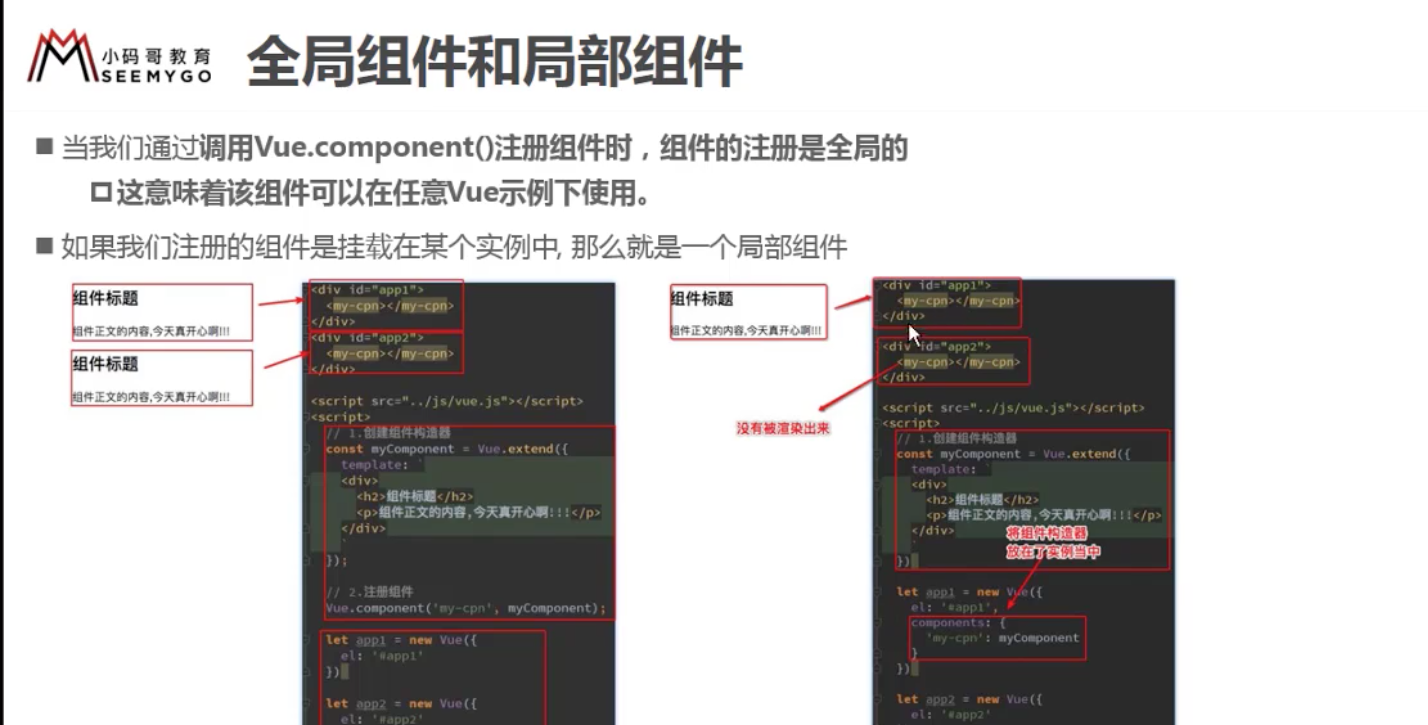 小码哥教育
SEEMYGO
全局组件和局部组件
■ 当我们通过调用Vue.component()注册组件时，组件的注册是全局的
这意味着该组件可以在任意Vue示例下使用。
■ 如果我们注册的组件是挂载在某个实例中, 那么就是一个局部组件
组件标题
组件正文的内容,今天真开心啊!!!
组件标题
组件正文的内容,今天真开心啊!!!
<div id="app1">
<my-cpn></my-cpn>
</div>
<div id="app2">
<my-cpn></my-cpn>
</div>
<script src="../js/vue.js"></script>
<script>
// 1.创建组件构造器
const myComponent = Vue.extend({
template: `
<div>
<h2>组件标题</h2>
<p>组件正文的内容,今天真开心啊!!!</p>
</div>
`
});
// 2.注册组件
Vue.component('my-cpn', myComponent);
let app1 = new Vue({
el: '#app1'
})
let app2 = new Vue({
el: '#app2'
组件标题
组件正文的内容,今天真开心啊!!!
没有被渲染出来
<div id="app1">
<my-cpn></my-cpn>
</div>
<div id="app2">
<my-cpn></my-cpn>
</div>
<script src="../js/vue.js"></script>
<script>
// 1.创建组件构造器
const myComponent = Vue.extend({
template: `
<div>
<h2>组件标题</h2>
<p>组件正文的内容,今天真开心啊!!!</p>
</div>
`
})
将组件构造器
放在了实例当中
let app1 = new Vue({
el: '#app1',
components: {
'my-cpn': myComponent
}
})
let app2 = new Vue({
el: '#app2'